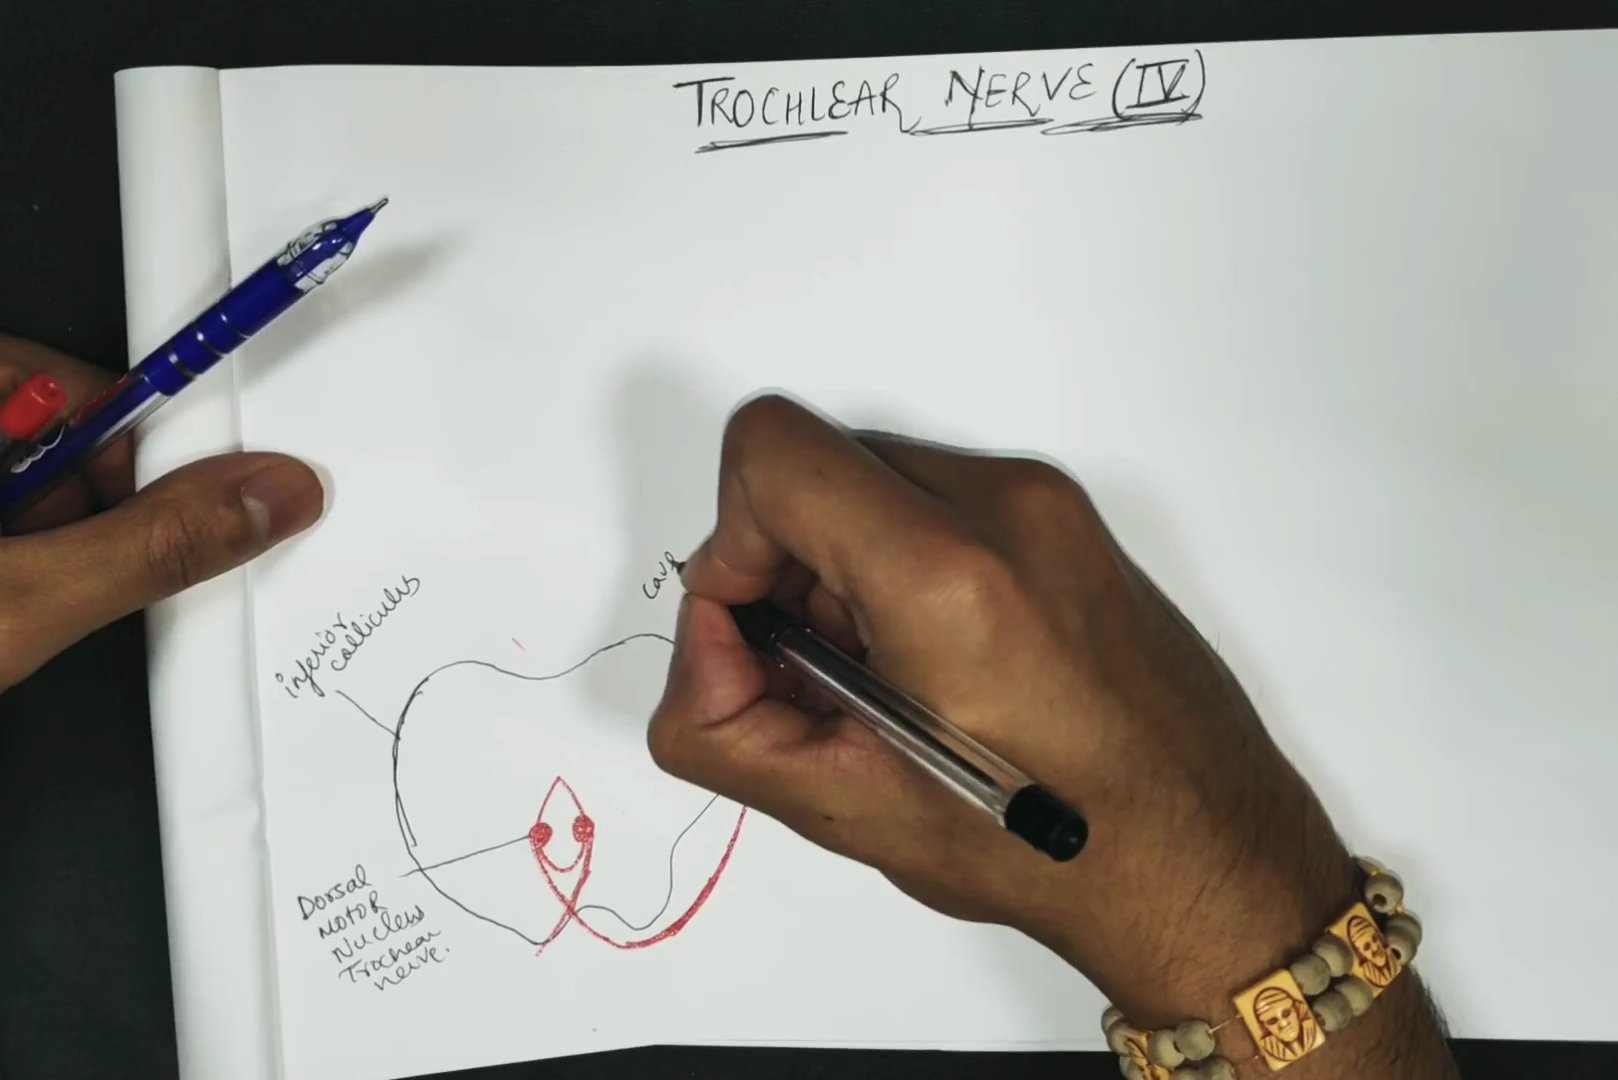 TROCHLEAR NERVE (IV)
inferior
colliculus
Dorsal
MOTOR
Nucleus
Trochlear
nerve.